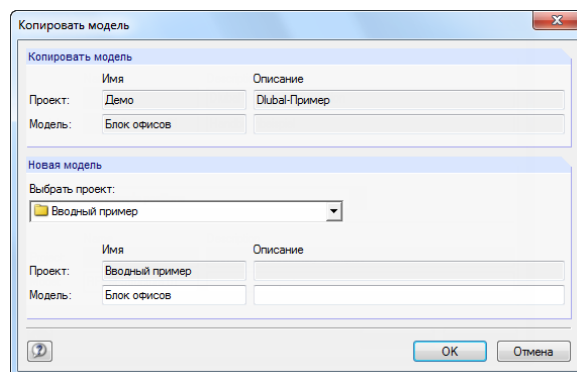 Копировать модель
Копировать модель
Имя Описание
Проект: Демо Dlubal-Пример
Модель: Блок офисов
Новая модель
Выбрать проект:
Вводный пример
Имя Описание
Проект: Вводный пример
Модель: Блок офисов
OK Отмена